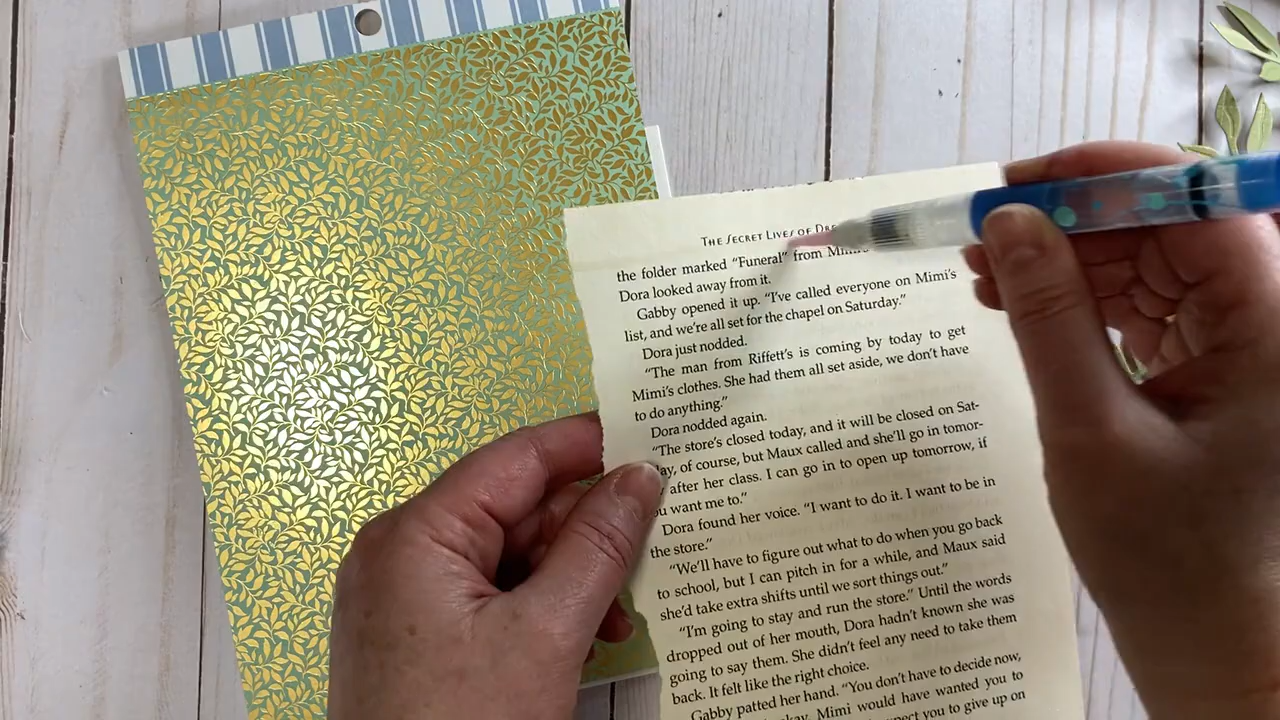 THE SECRET LIVES OF
the folder marked “Funeral” from
Dora looked away from it.
Gabby opened it up. “I’ve called everyone on Mimi’s
list, and we’re all set for the chapel on Saturday.”
Dora just nodded.
“The man from Riffett’s is coming by today to get
Mimi’s clothes. She had them all set aside, we don’t have
to do anything.”
Dora nodded again.
“The store’s closed today, and it will be closed on Sat-
of course, but Maux called and she’ll go in tomor-
after her class. I can go in to open up tomorrow, if
want me to.”
Dora found her voice. “I want to do it. I want to be in
the store.”
“We’ll have to figure out what to do when you go back
to school, but I can pitch in for a while, and Maux said
she’d take extra shifts until we sort things out.”
“I’m going to stay and run the store.” Until the words
dropped out of her mouth, Dora hadn’t known she was
going to say them. She didn’t feel any need to take them
back. It felt like the right choice.
Gabby patted her hand. “You don’t have to decide now,
Mimi would have wanted you to
you to give up on